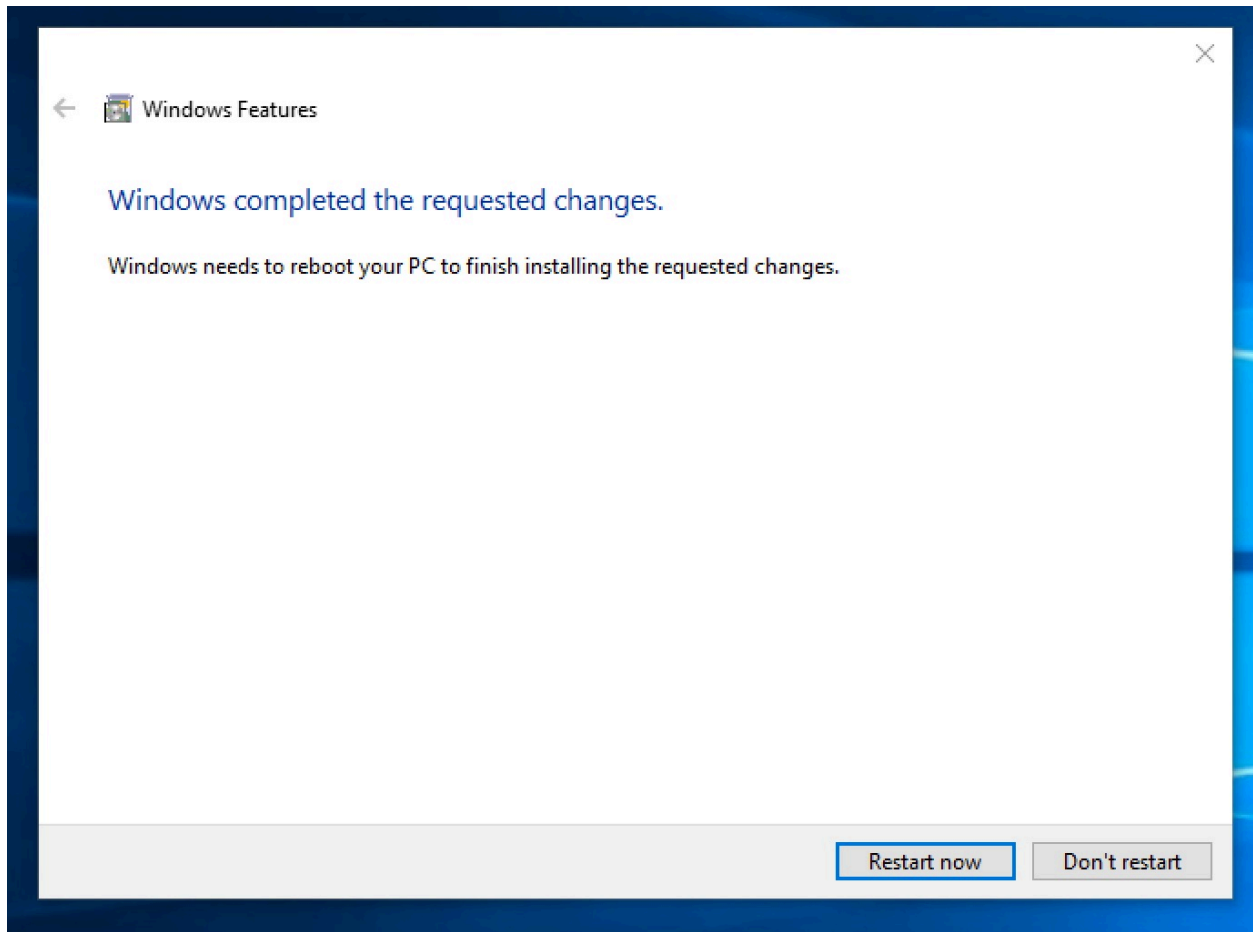 Windows Features
Windows completed the requested changes.
Windows needs to reboot your PC to finish installing the requested changes.
Restart now
Don't restart